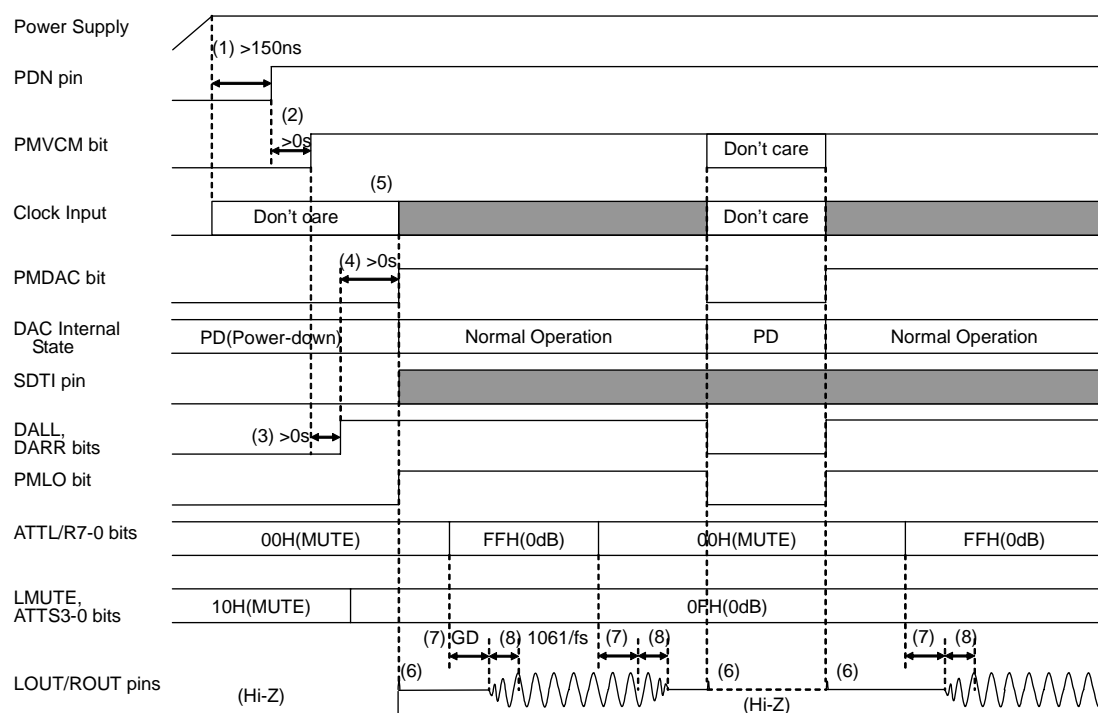 Power Supply
(1) >150ns
PDN pin
(2)
>0s
PMVCM bit
Don't care
(5)
Clock Input
Don't care
Don't care
(4) >0s
PMDAC bit
DAC Internal
State
PD(Power-down)
Normal Operation
PD
Normal Operation
SDTI pin
DALL,
DARR bits
(3) >0s
PMLO bit
ATTL/R7-0 bits
00H(MUTE)
FFH(0dB)
00H(MUTE)
FFH(0dB)
LMUTE,
ATTS3-0 bits
10H(MUTE)
0FH(0dB)
(7) GD (8) 1061/fs (7) (8) (7) (8)
LOUT/ROUT pins
(6) (6) (6)
(Hi-Z)
(Hi-Z)